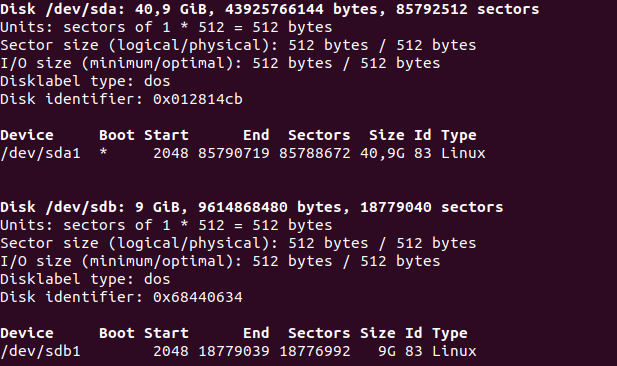 Disk /dev/sda: 40,9 GiB, 43925766144 bytes, 85792512 sectors
Units: sectors of 1 * 512 = 512 bytes
Sector size (logical/physical): 512 bytes / 512 bytes
I/O size (minimum/optimal): 512 bytes / 512 bytes
Disklabel type: dos
Disk identifier: 0x012814cb
Device     Boot Start      End  Sectors  Size Id Type
/dev/sda1  *     2048 85790719 85788672 40,9G 83 Linux
Disk /dev/sdb: 9 GiB, 9614868480 bytes, 18779040 sectors
Units: sectors of 1 * 512 = 512 bytes
Sector size (logical/physical): 512 bytes / 512 bytes
I/O size (minimum/optimal): 512 bytes / 512 bytes
Disklabel type: dos
Disk identifier: 0x68440634
Device     Boot Start      End  Sectors Size Id Type
/dev/sdb1        2048 18779039 18776992   9G 83 Linux